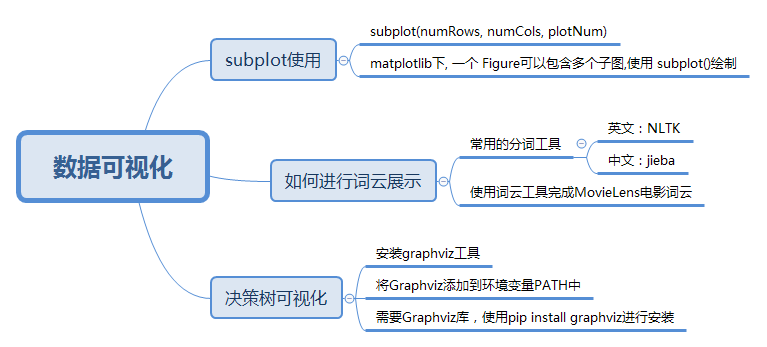 数据可视化
subplot使用
subplot(numRows, numCols, plotNum)
matplotlib下, 一个 Figure可以包含多个子图,使用 subplot()绘制
如何进行词云展示
常用的分词工具
英文：NLTK
中文：jieba
使用词云工具完成MovieLens电影词云
决策树可视化
安装graphviz工具
将Graphviz添加到环境变量PATH中
需要Graphviz库，使用pip install graphviz进行安装